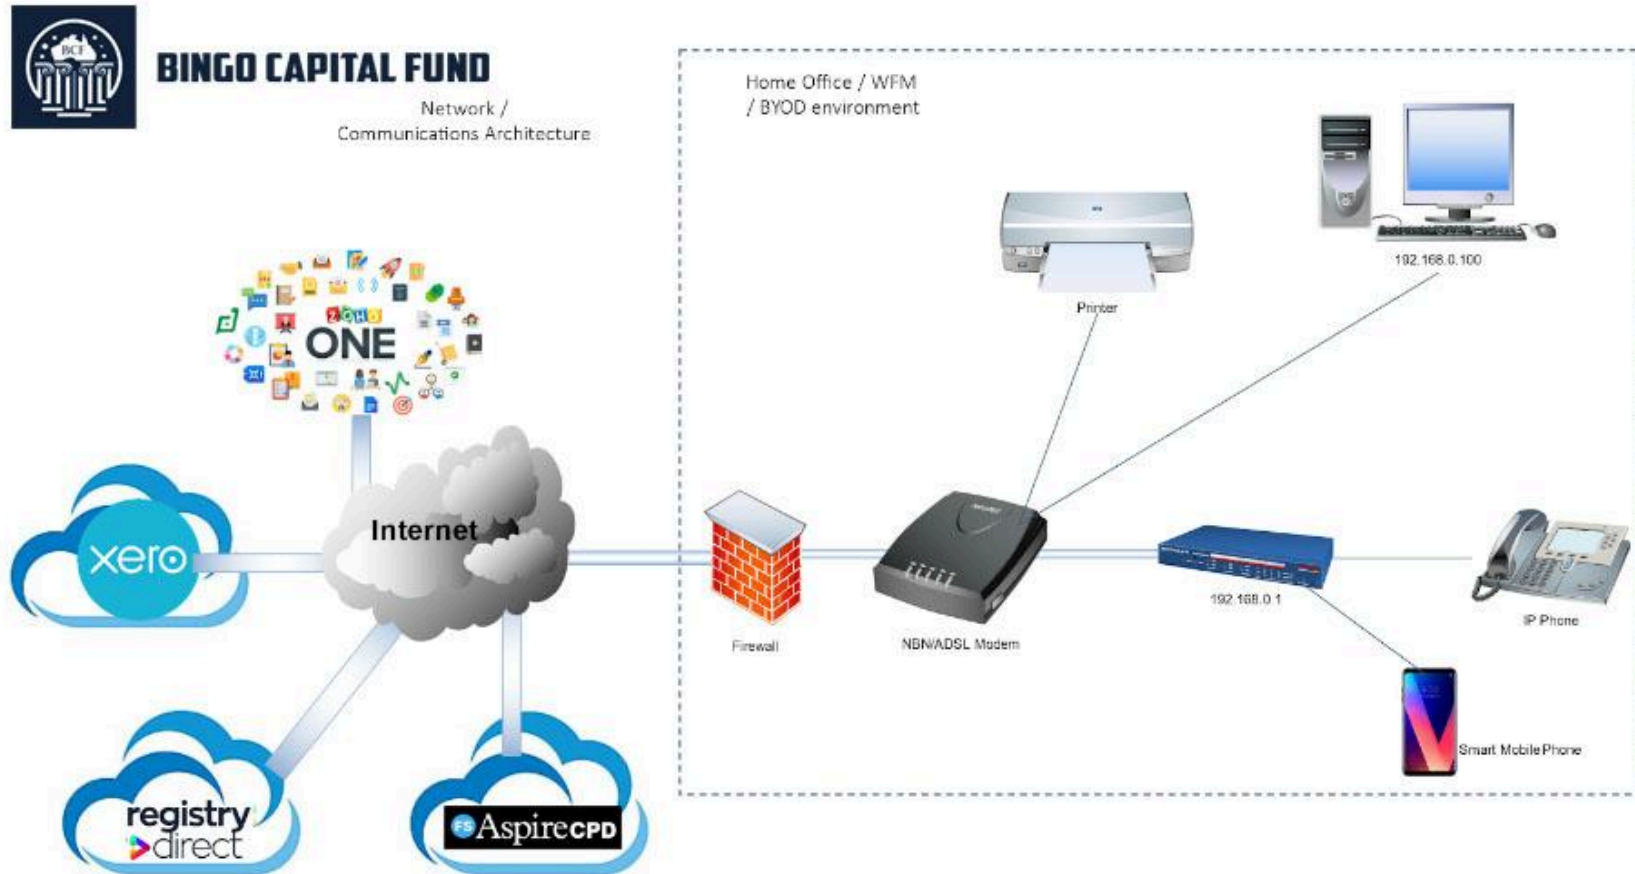 BCF
BINGO CAPITAL FUND
Network /
Communications Architecture
Home Office / WFM
/ BYOD environment
192.168.0.100
Printer
ZOHO
ONE
Internet
xero
192.168.0.1
IP Phone
Firewall
NBN/ADSL Modem
Smart Mobile Phone
registry
direct
FS AspireCPD